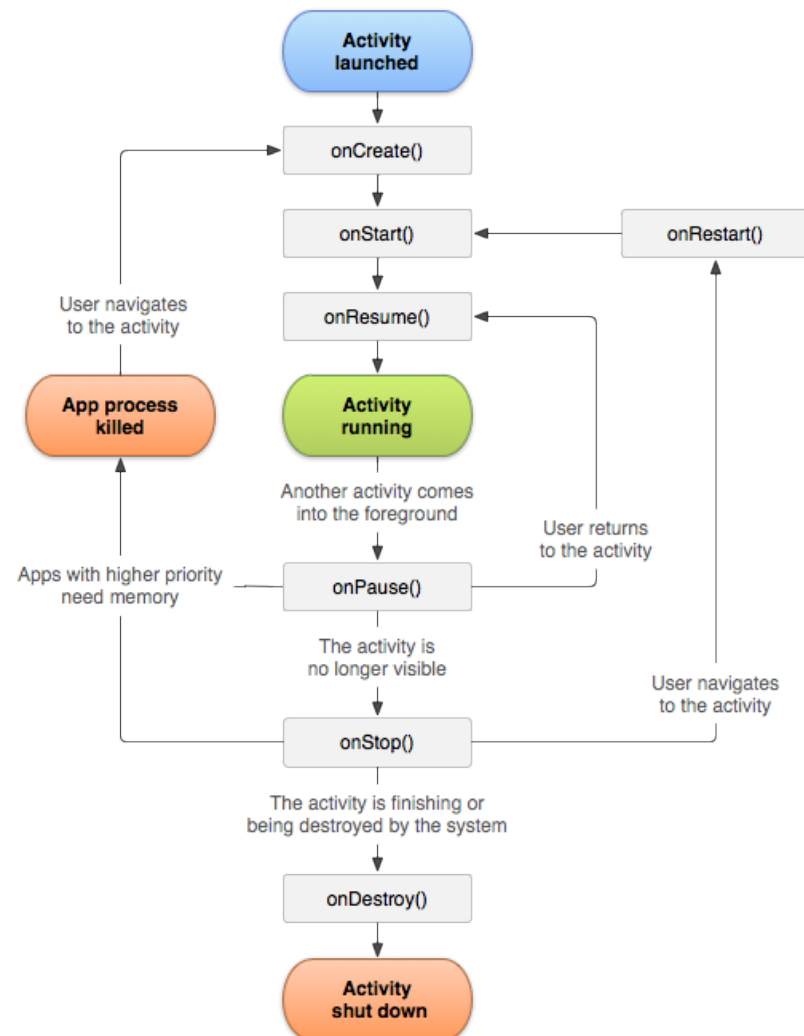 Activity
launched
onCreate()
onStart()
onRestart()
User navigates
to the activity
onResume()
App process
killed
Activity
running
Another activity comes
into the foreground
User returns
to the activity
Apps with higher priority
need memory
onPause()
The activity is
no longer visible
User navigates
to the activity
onStop()
The activity is finishing or
being destroyed by the system
onDestroy()
Activity
shut down